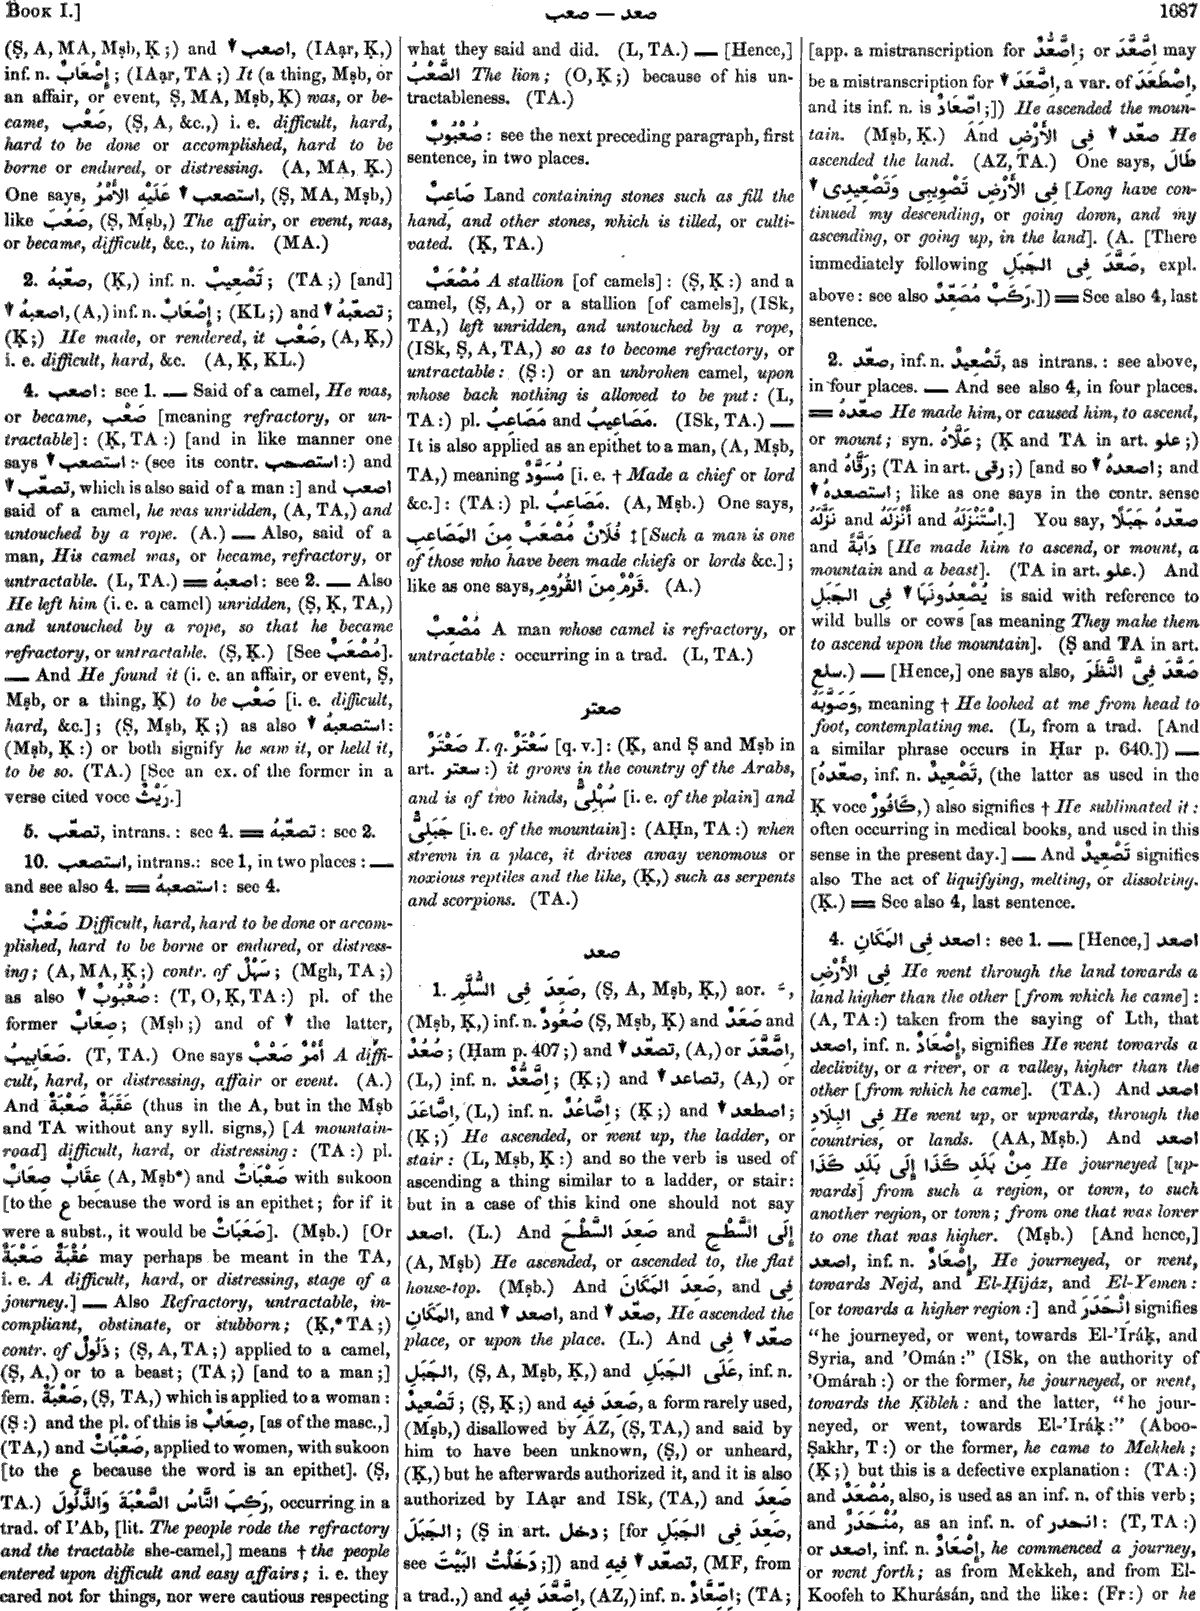 BOOK I.]
صعد — صعب
1687
(Ṣ, A, MA, Mṣb, Ḳ;) and ↓ اصعب, (IAạr, Ḳ,)
inf. n. إِصْعَابٌ; (IAạr, TA;) It (a thing, Mṣb, or
an affair, or event, Ṣ, MA, Mṣb, Ḳ) was, or be-
came, صَعْب, (Ṣ, A, &c.,) i. e. difficult, hard,
hard to be done or accomplished, hard to be
borne or endured, or distressing. (A, MA, Ḳ.)
One says, استصعب ↓ عَلَيْهِ الأَمْرُ, (Ṣ, MA, Mṣb,)
like صَعُبَ, (Ṣ, Mṣb,) The affair, or event, was,
or became, difficult, &c., to him. (MA.)
2. صعّبهُ, (Ḳ,) inf. n. تَصْعِيبٌ; (TA;) [and]
↓ اصعبهُ, (A,) inf. n. إِصْعَابٌ; (KL;) and ↓ تصعّبهُ;
(Ḳ;) He made, or rendered, it صَعْب, (A, Ḳ,)
i. e. difficult, hard, &c. (A, Ḳ, KL.)
4. اصعب: see 1. — Said of a camel, He was,
or became, صَعْب [meaning refractory, or un-
tractable]: (Ḳ, TA:) [and in like manner one
says ↓ استصعب: (see its contr. استصحب:) and
↓ تصعّب, which is also said of a man:] and اصعب
said of a camel, he was unridden, (A, TA,) and
untouched by a rope. (A.) — Also, said of a
man, His camel was, or became, refractory, or
untractable. (L, TA.) = اصعبهُ: see 2. — Also
He left him (i. e. a camel) unridden, (Ṣ, Ḳ, TA,)
and untouched by a rope, so that he became
refractory, or untractable. (Ṣ, Ḳ.) [See مُصْعَبٌ].
— And He found it (i. e. an affair, or event, Ṣ,
Mṣb, or a thing, Ḳ) to be صَعْب [i. e. difficult,
hard, &c.]; (Ṣ, Mṣb, Ḳ;) as also ↓ استصعبهُ:
(Mṣb, Ḳ:) or both signify he saw it, or held it,
to be so. (TA.) [See an ex. of the former in a
verse cited voce رَيْثٌ.]
5. تصعّب, intrans.: see 4. = تصعّبهُ: see 2.
10. استصعب, intrans.: see 1, in two places: —
and see also 4. = استصعبهُ: see 4.
صَعْبٌ Difficult, hard, hard to be done or accom-
plished, hard to be borne or endured, or distress-
ing; (A, MA, Ḳ;) contr. of سَهْلٌ; (Mgh, TA;)
as also ↓ صُعْبُوبٌ: (T, O, Ḳ, TA:) pl. of the
former صِعَابٌ; (Mṣb;) and of ↓ the latter,
صَعَابِيبُ. (T, TA.) One says أَمْرٌ صَعْبٌ A diffi-
cult, hard, or distressing, affair or event. (A.)
And عَقَبَةٌ صَعْبَةٌ (thus in the A, but in the Mṣb
and TA without any syll. signs,) [A mountain-
road] difficult, hard, or distressing: (TA:) pl.
عِقَابٌ صِعَابٌ (A, Mṣb*) and صَعْبَاتٌ with sukoon
[to the ع because the word is an epithet; for if it
were a subst., it would be صَعَبَاتٌ]. (Mṣb.) [Or
عُقْبَةٌ صَعْبَةٌ may perhaps be meant in the TA,
i. e. A difficult, hard, or distressing, stage of a
journey.] — Also Refractory, untractable, in-
compliant, obstinate, or stubborn; (Ḳ,* TA;)
contr. of ذَلُولٌ; (Ṣ, A, TA;) applied to a camel,
(Ṣ, A,) or to a beast; (TA;) [and to a man;]
fem. صَعْبَةٌ, (Ṣ, TA,) which is applied to a woman:
(Ṣ:) and the pl. of this is صِعَابٌ, [as of the masc.,]
(TA,) and صَعْبَاتٌ, applied to women, with sukoon
[to the ع because the word is an epithet]. (Ṣ,
TA.) رَكِبَ النَّاسُ الصَّعْبَةَ وَالذَّلُولَ, occurring in a
trad. of I'Ab, [lit. The people rode the refractory
and the tractable she-camel,] means † the people
entered upon difficult and easy affairs; i. e. they
cared not for things, nor were cautious respecting
what they said and did. (L, TA.) — [Hence,]
الصَّعْبُ The lion; (O, Ḳ;) because of his un-
tractableness. (TA.)
صُعْبُوبٌ: see the next preceding paragraph, first
sentence, in two places.
صَاعِبٌ Land containing stones such as fill the
hand, and other stones, which is tilled, or culti-
vated. (Ḳ, TA.)
مُصْعَبٌ A stallion [of camels]: (Ṣ, Ḳ:) and a
camel, (Ṣ, A,) or a stallion [of camels], (ISk,
TA,) left unridden, and untouched by a rope,
(ISk, Ṣ, A, TA,) so as to become refractory, or
untractable: (Ṣ:) or an unbroken camel, upon
whose back nothing is allowed to be put: (L,
TA:) pl. مَصَاعِبُ and مَصَاعِيبُ. (ISk, TA.) —
It is also applied as an epithet to a man, (A, Mṣb,
TA,) meaning مُسَوَّدٌ [i. e. † Made a chief or lord
&c.]: (TA:) pl. مَصَاعِبُ. (A, Mṣb.) One says,
فُلَانٌ مُصْعَبٌ مِنَ المَصَاعِبِ ‡ [Such a man is one
of those who have been made chiefs or lords &c.];
like as one says, قَرْمٌ مِنَ القُرُومِ. (A.)
مُصْعِبٌ A man whose camel is refractory, or
untractable: occurring in a trad. (L, TA.)
صعتر
صَعْتَرٌ I. q. سَعْتَرٌ [q. v.]: (Ḳ, and Ṣ and Mṣb in
art. سعتر:) it grows in the country of the Arabs,
and is of two kinds, سُهْلِىٌّ [i. e. of the plain] and
جَبَلِىٌّ [i. e. of the mountain]: (AḤn, TA:) when
strewn in a place, it drives away venomous or
noxious reptiles and the like, (Ḳ,) such as serpents
and scorpions. (TA.)
صعد
1. صَعِدَ فِى السُّلَّمِ, (Ṣ, A, Mṣb, Ḳ,) aor. ـَ,
(Mṣb, Ḳ,) inf. n. صُعُودٌ (Ṣ, Mṣb, Ḳ) and صَعَدٌ and
صُعُدٌ; (Ḥam p. 407;) and ↓ تصعّد, (A,) or اِصَّعَّدَ,
(L,) inf. n. اِصَّعُّدٌ; (Ḳ;) and ↓ تصاعد, (A,) or
اِصَّاعَدَ, (L,) inf. n. اِصَّاعُدٌ; (Ḳ;) and ↓ اصطعد;
(Ḳ;) He ascended, or went up, the ladder, or
stair: (L, Mṣb, Ḳ:) and so the verb is used of
ascending a thing similar to a ladder, or stair:
but in a case of this kind one should not say
اصعد. (L.) And صَعِدَ السَّطْحَ and إِلَى السَّطْحِ
(A, Mṣb) He ascended, or ascended to, the flat
house-top. (Mṣb.) And صَعِدَ المَكَانَ, and فِى
المَكَانِ, and ↓ اصعد, and ↓ صعّد, He ascended the
place, or upon the place. (L.) And صعّد ↓ فِى
الجَبَلِ, (Ṣ, A, Mṣb, Ḳ,) and عَلَى الجَبَلِ, inf. n.
تَصْعِيدٌ; (Ṣ, Ḳ;) and صَعِدَ فِيهِ, a form rarely used,
(Mṣb,) disallowed by AZ, (Ṣ, TA,) and said by
him to have been unknown, (Ṣ,) or unheard,
(Ḳ,) but he afterwards authorized it, and it is also
authorized by IAạr and ISk, (TA,) and صَعِدَ
الجَبَلَ; (Ṣ in art. دخل; [for صَعِدَ فِى الجَبَلِ,
see دَخَلْتُ البَيْتَ;]) and تصعّد ↓ فِيهِ, (MF, from
a trad.,) and اِصَّعَّدَ فِيهِ, (AZ,) inf. n. اِصِّعَّادٌ; (TA;
[app. a mistranscription for اِصَّعُّدٌ; or اِصَّعَّدَ may
be a mistranscription for ↓ اِصَّعَدَ, a var. of اِصْطَعَدَ,
and its inf. n. is اِصِّعَادٌ;]) He ascended the moun-
tain. (Mṣb, Ḳ.) And صعّد ↓ فِى الأَرْضِ He
ascended the land. (AZ, TA.) One says, طَالَ
فِى الأَرْضِ تَصْوِيبِى وَتَصْعِيدِى ↓ [Long have con-
tinued my descending, or going down, and my
ascending, or going up, in the land]. (A. [There
immediately following صَعَّدَ فِى الجَبَلِ, expl.
above: see also رَكَبٌ مُصَعِّدٌ.]) = See also 4, last
sentence.
2. صعّد, inf. n. تَصْعِيدٌ, as intrans.: see above,
in four places. — And see also 4, in four places.
= صعّدهُ He made him, or caused him, to ascend,
or mount; syn. عَلَّاهُ; (Ḳ and TA in art. علو;)
and رَقَّاهُ; (TA in art. رقى;) [and so ↓ اصعدهُ; and
↓ استصعدهُ; like as one says in the contr. sense
نَزَّلَهُ and أَنْزَلَهُ and اِسْتَنْزَلَهُ.] You say, صعّدهُ جَبَلًا
and دَابَّةً [He made him to ascend, or mount, a
mountain and a beast]. (TA in art. علو.) And
يُصْعِدُونَهَا ↓ فِى الجَبَلِ is said with reference to
wild bulls or cows [as meaning They make them
to ascend upon the mountain]. (Ṣ and TA in art.
سلع.) — [Hence,] one says also, صَعَّدَ فِىَّ النَّظَرَ
وَصَوَّبَهُ, meaning † He looked at me from head to
foot, contemplating me. (L, from a trad. [And
a similar phrase occurs in Ḥar p. 640.]) —
[صعّدهُ, inf. n. تَصْعِيدٌ, (the latter as used in the
Ḳ voce كَافُورٌ,) also signifies † He sublimated it:
often occurring in medical books, and used in this
sense in the present day.] — And تَصْعِيدٌ signifies
also The act of liquifying, melting, or dissolving.
(Ḳ.) = See also 4, last sentence.
4. اصعد فِى المَكَانِ: see 1. — [Hence,] اصعد
فِى الأَرْضِ He went through the land towards a
land higher than the other [from which he came]:
(A, TA:) taken from the saying of Lth, that
اصعد, inf. n. إِصْعَادٌ, signifies He went towards a
declivity, or a river, or a valley, higher than the
other [from which he came]. (TA.) And اصعد
فِى البِلَادِ He went up, or upwards, through the
countries, or lands. (AA, Mṣb.) And اصعد
مِنْ بَلَدِ كَذَا إِلَى بَلَدِ كَذَا He journeyed [up-
wards] from such a region, or town, to such
another region, or town; from one that was lower
to one that was higher. (Mṣb.) [And hence,]
اصعد, inf. n. إِصْعَادٌ, He journeyed, or went,
towards Nejd, and El-Ḥijáz, and El-Yemen:
[or towards a higher region:] and اِنْحَدَرَ signifies
"he journeyed, or went, towards El-'Iráḳ, and
Syria, and 'Omán:" (ISk, on the authority of
'Omárah:) or the former, he journeyed, or went,
towards the Ḳibleh: and the latter, "he jour-
neyed, or went, towards El-'Iráḳ:" (Aboo-
Ṣakhr, T:) or the former, he came to Mekkeh;
(Ḳ;) but this is a defective explanation: (TA:)
and مُصْعَدٌ, also, is used as an inf. n. of this verb;
and مُنْحَدَرٌ, as an inf. n. of انحدر: (T, TA:)
or اصعد, inf. n. إِصْعَادٌ, he commenced a journey,
or went forth; as from Mekkeh, and from El-
Koofeh to Khurásán, and the like: (Fr:) or he